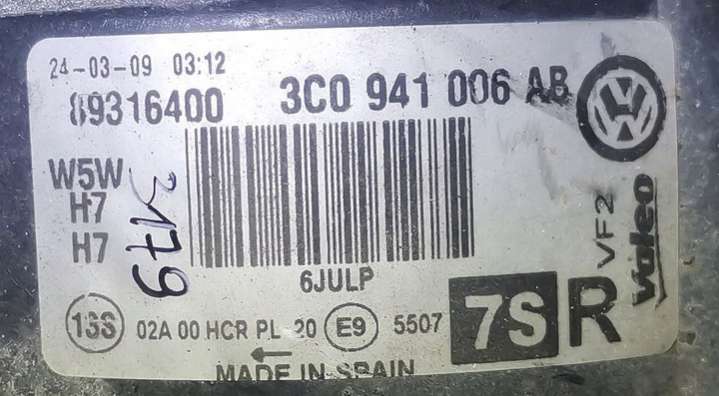 24-03-09 03:12
89316400 3C0 941 006 AB
W5W
H7
H7
3179
6JULP
VF2
Valeo
7S R
1SS 02A 00 HCR PL 20 E9 5507
MADE IN SPAIN